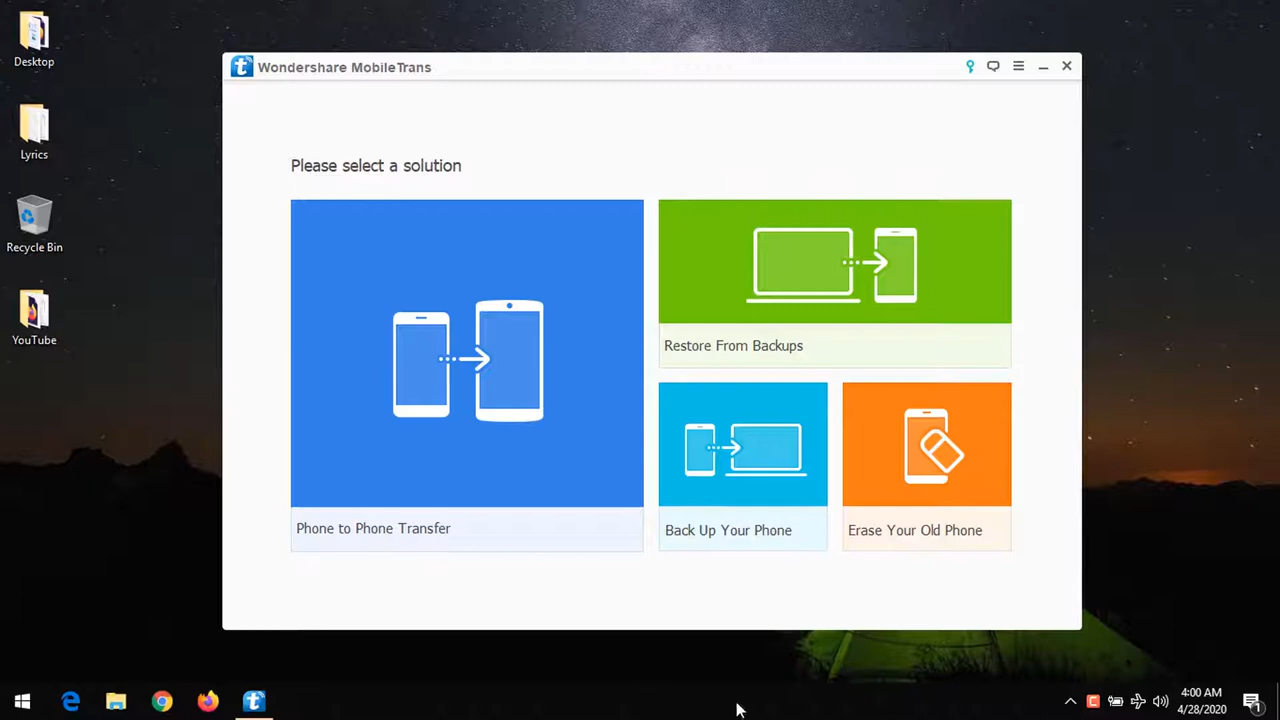 Desktop
Lyrics
Recycle Bin
YouTube
Wondershare MobileTrans
Please select a solution
Phone to Phone Transfer
Restore From Backups
Back Up Your Phone
Erase Your Old Phone
4:00 AM
4/28/2020
1